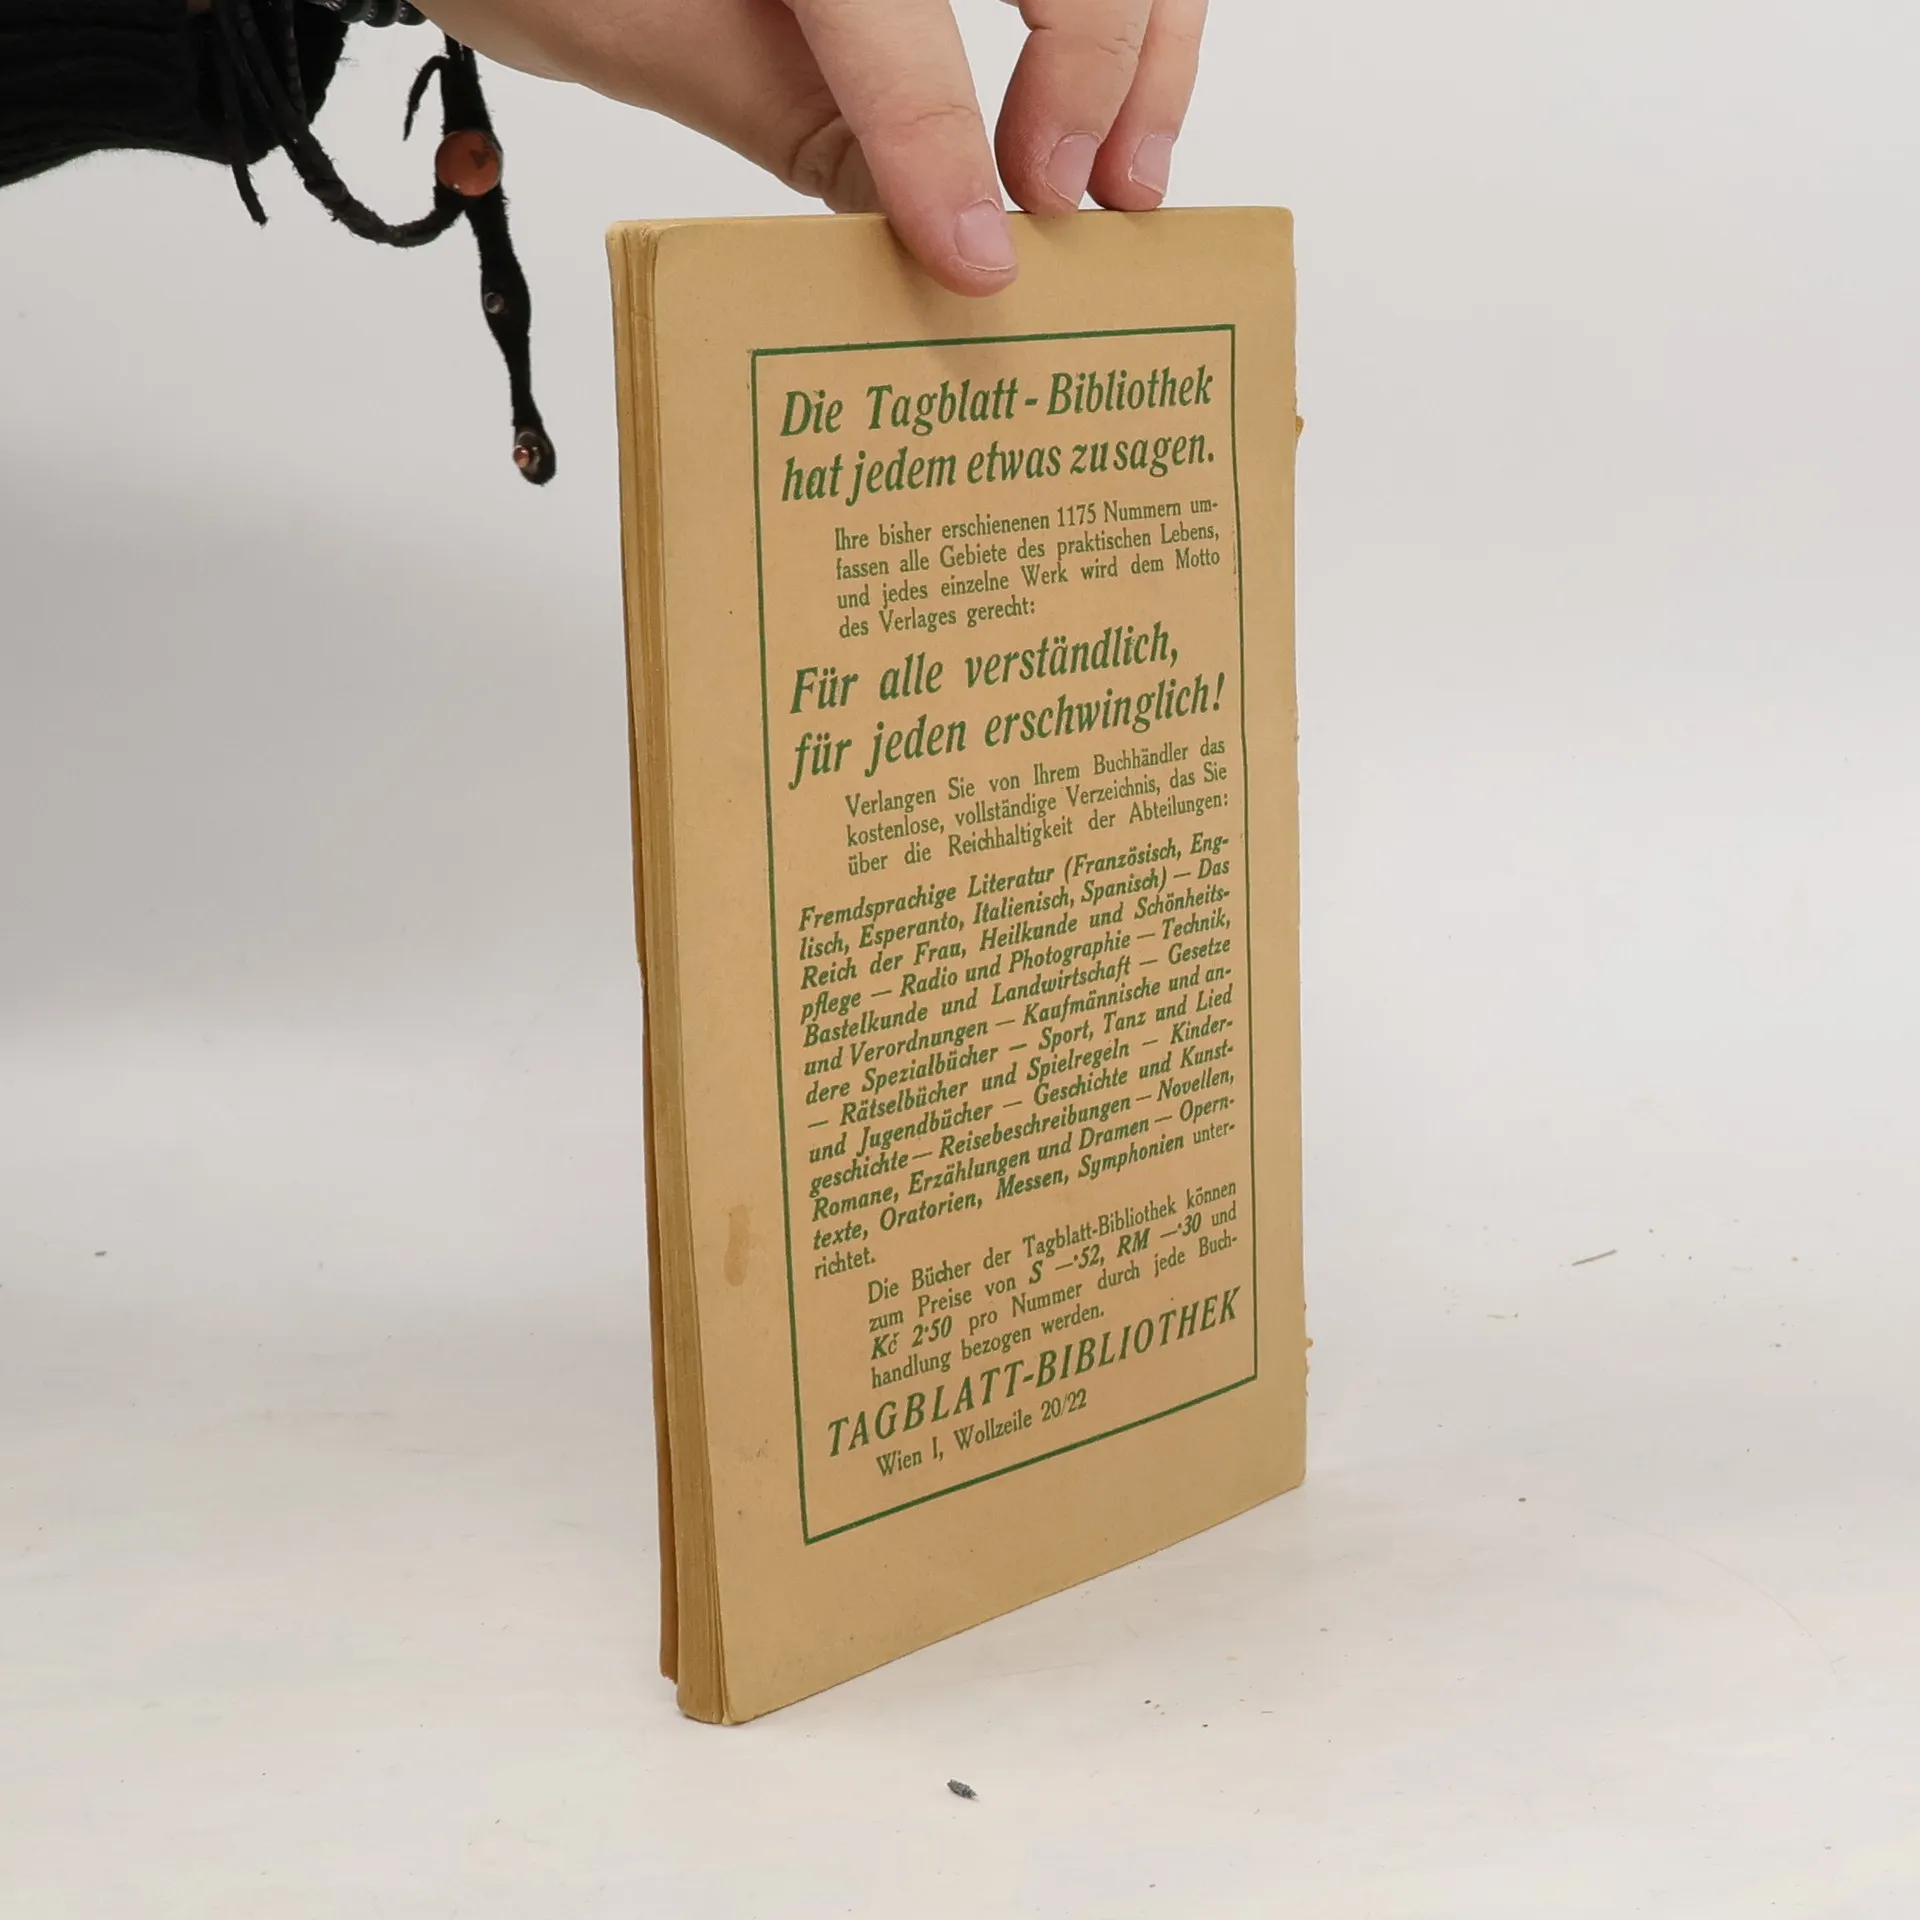 Die Tagblatt-Bibliothek
hat jedem etwas zu sagen.
Ihre bisher erschienenen 1175 Nummern um-
fassen alle Gebiete des praktischen Lebens,
und jedes einzelne Werk wird dem Motto
des Verlages gerecht:
Für alle verständlich,
für jeden erschwinglich!
Verlangen Sie von Ihrem Buchhändler das
kostenlose, vollständige Verzeichnis, das Sie
über die Reichhaltigkeit der Abteilungen:
Fremdsprachige Literatur (Französisch, Eng-
lisch, Esperanto, Italienisch, Spanisch) — Das
Reich der Frau, Heilkunde und Schönheits-
pflege — Radio und Photographie — Technik,
Bastelkunde und Landwirtschaft — Gesetze
und Verordnungen — Kaufmännische und an-
dere Spezialbücher — Sport, Tanz und Lied
— Rätselbücher und Spielregeln — Kinder-
und Jugendbücher — Geschichte und Kunst-
geschichte — Reisebeschreibungen — Novellen,
Romane, Erzählungen und Dramen — Opern-
texte, Oratorien, Messen, Symphonien unter-
richtet.
Die Bücher der Tagblatt-Bibliothek können
zum Preise von S —·52, RM —·30 und
Kč 2·50 pro Nummer durch jede Buch-
handlung bezogen werden.
TAGBLATT-BIBLIOTHEK
Wien I, Wollzeile 20/22